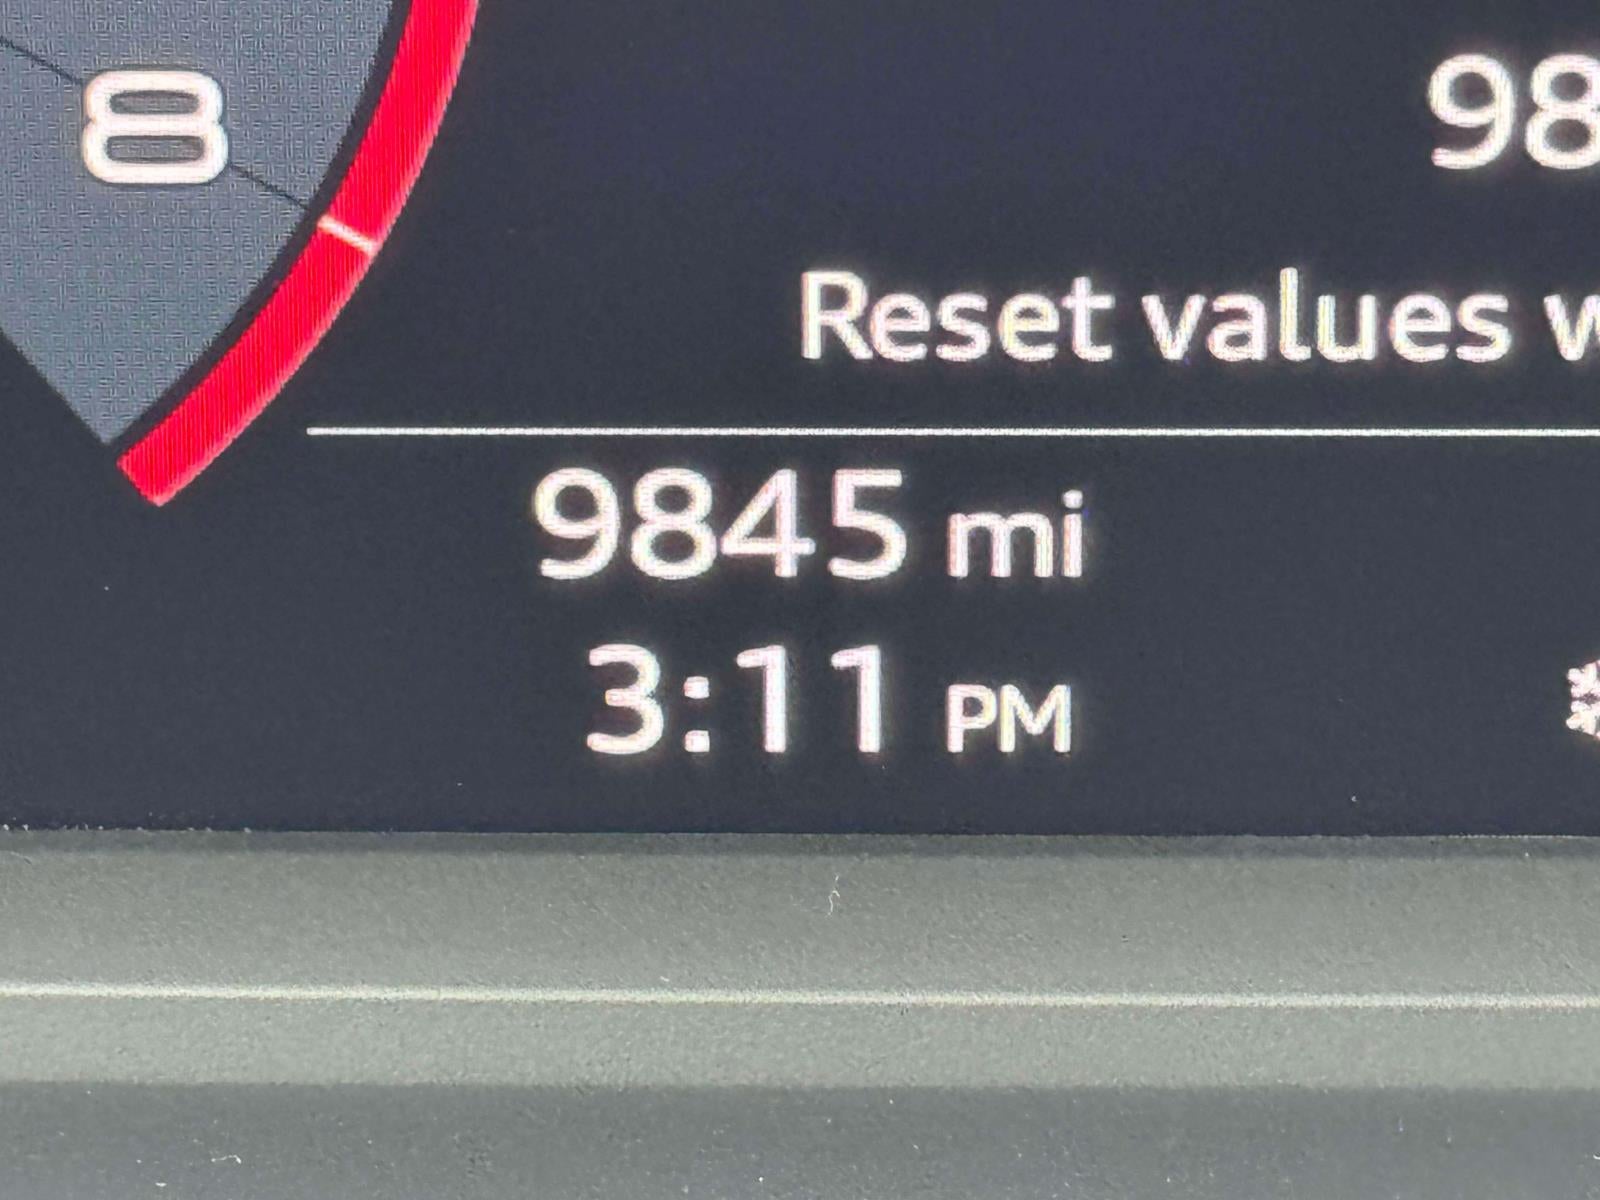 8
98
Reset values
9845 mi
3:11 PM